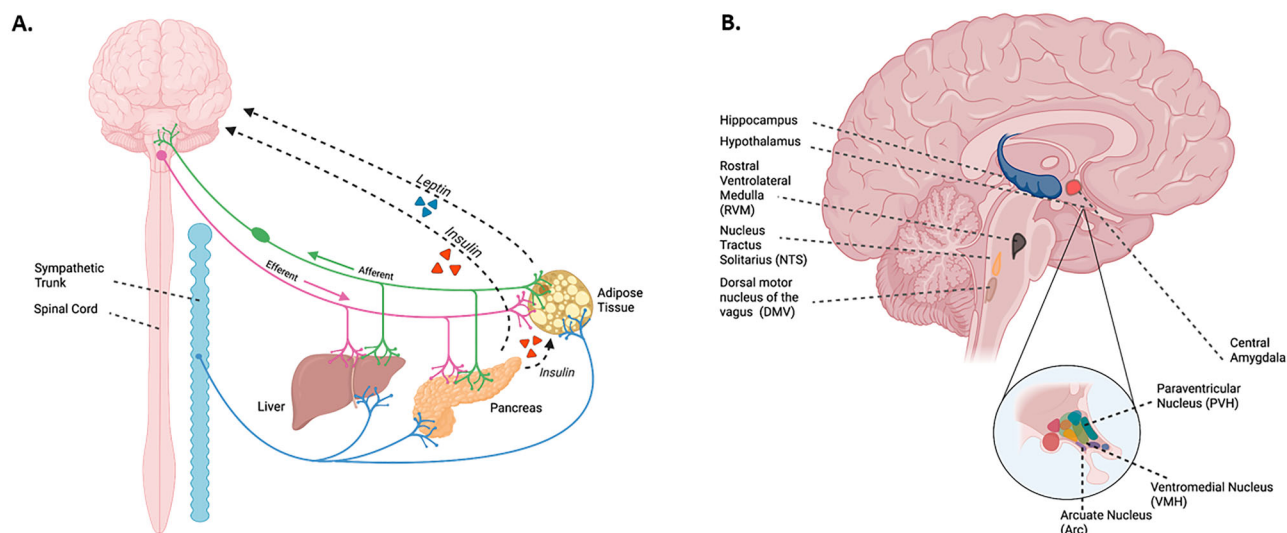 A.
Leptin
Insulin
Afferent
Efferent
Sympathetic
Trunk
Spinal Cord
Adipose
Tissue
Insulin
Liver
Pancreas
B.
Hippocampus
Hypothalamus
Rostral
Ventrolateral
Medulla
(RVM)
Nucleus
Tractus
Solitarius (NTS)
Dorsal motor
nucleus of the
vagus (DMV)
Central
Amygdala
Paraventricular
Nucleus (PVH)
Ventromedial Nucleus
(VMH)
Arcuate Nucleus
(Arc)